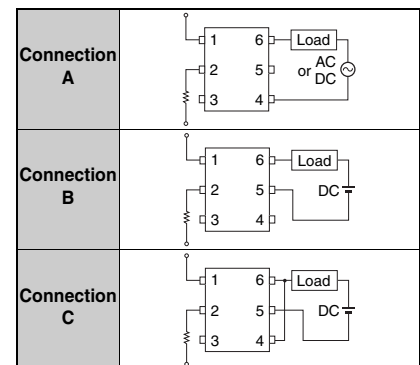 Connection A
1 6 Load
2 5 or AC DC
3 4
Connection B
1 6 Load
2 5 DC
3 4
Connection C
1 6 Load
2 5 DC
3 4